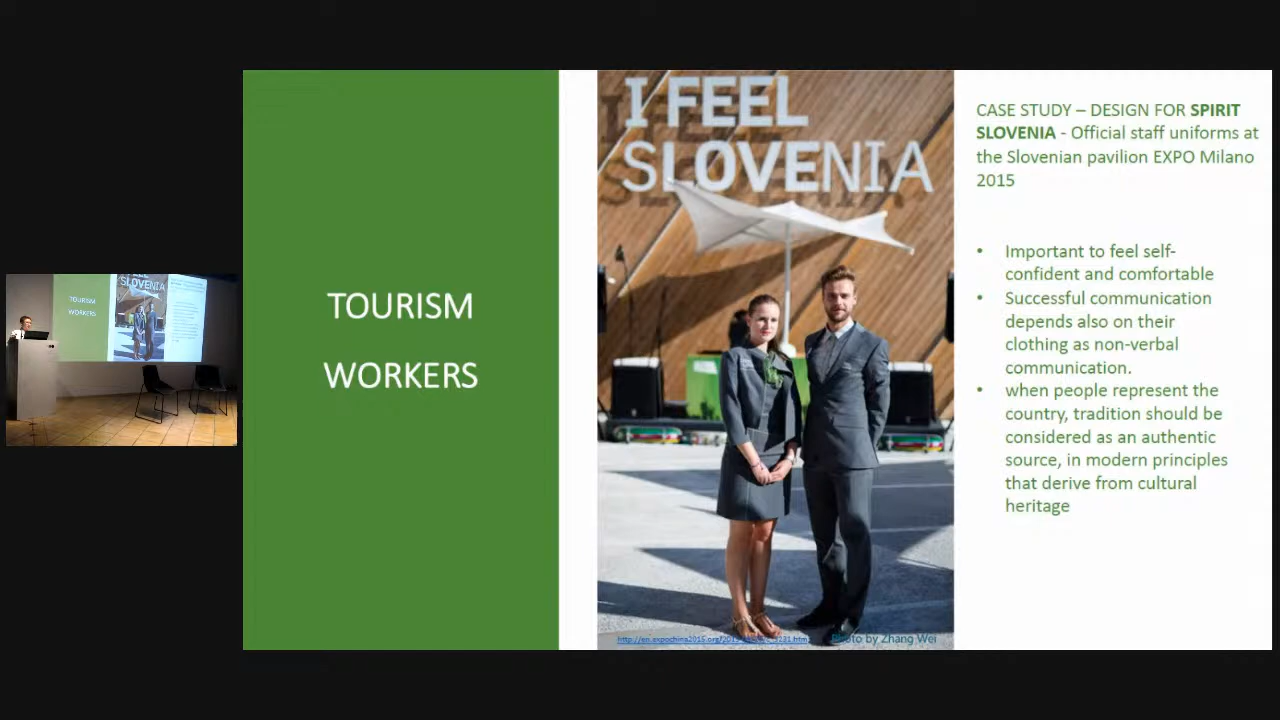 TOURISM
WORKERS
I FEEL
SLOVENIA
Photo by Zhang Wei
CASE STUDY – DESIGN FOR SPIRIT
SLOVENIA - Official staff uniforms at
the Slovenian pavilion EXPO Milano
2015
• Important to feel self-
confident and comfortable
• Successful communication
depends also on their
clothing as non-verbal
communication.
• when people represent the
country, tradition should be
considered as an authentic
source, in modern principles
that derive from cultural
heritage
TOURISM
WORKERS
SLOVENIA